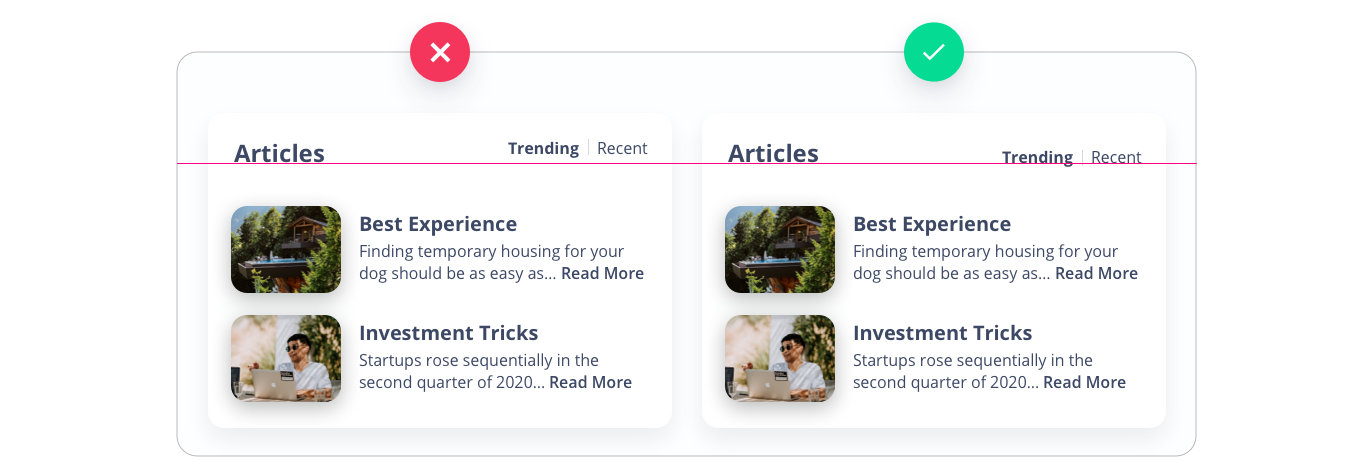 Articles
Trending Recent
Best Experience
Finding temporary housing for your
dog should be as easy as... Read More
Investment Tricks
Startups rose sequentially in the
second quarter of 2020... Read More
Articles
Trending Recent
Best Experience
Finding temporary housing for your
dog should be as easy as... Read More
Investment Tricks
Startups rose sequentially in the
second quarter of 2020... Read More